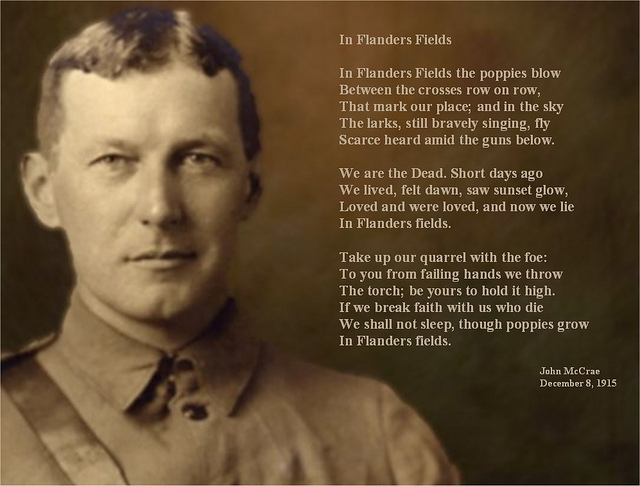 In Flanders Fields
In Flanders Fields the poppies blow
Between the crosses row on row,
That mark our place; and in the sky
The larks, still bravely singing, fly
Scarce heard amid the guns below.
We are the Dead. Short days ago
We lived, felt dawn, saw sunset glow,
Loved and were loved, and now we lie
In Flanders fields.
Take up our quarrel with the foe:
To you from failing hands we throw
The torch; be yours to hold it high.
If we break faith with us who die
We shall not sleep, though poppies grow
In Flanders fields.
John McCrae
December 8, 1915